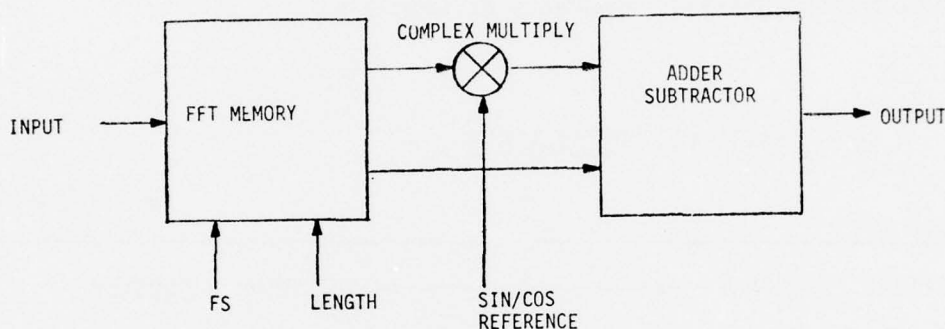 COMPLEX MULTIPLY
ADDER
SUBTRACTOR
FFT MEMORY
INPUT
OUTPUT
FS
LENGTH
SIN/COS
REFERENCE